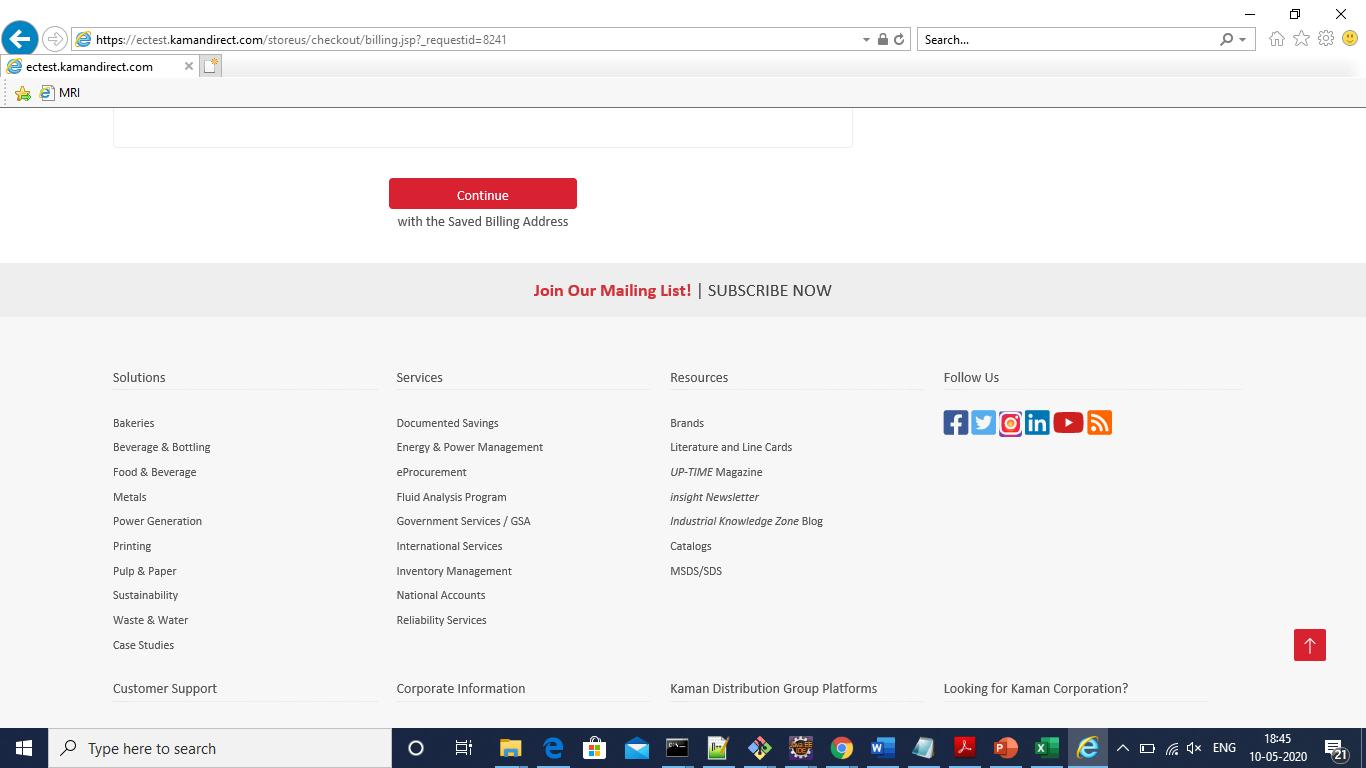 https://ectest.kamandirect.com/storeus/checkout/billing.jsp?_requestid=8241
Search...
ectest.kamandirect.com
MRI
Continue
with the Saved Billing Address
Join Our Mailing List! | SUBSCRIBE NOW
Solutions
Bakeries
Beverage & Bottling
Food & Beverage
Metals
Power Generation
Printing
Pulp & Paper
Sustainability
Waste & Water
Case Studies
Services
Documented Savings
Energy & Power Management
eProcurement
Fluid Analysis Program
Government Services / GSA
International Services
Inventory Management
National Accounts
Reliability Services
Resources
Brands
Literature and Line Cards
UP-TIME Magazine
insight Newsletter
Industrial Knowledge Zone Blog
Catalogs
MSDS/SDS
Follow Us
Customer Support
Corporate Information
Kaman Distribution Group Platforms
Looking for Kaman Corporation?
Type here to search
ENG
18:45
10-05-2020
21